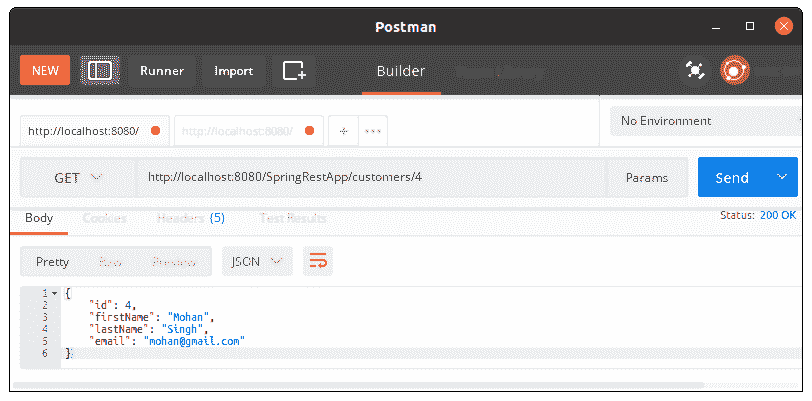 Postman
NEW Runner Import Builder
http://localhost:8080/ http://localhost:8080/ No Environment
GET http://localhost:8080/SpringRestApp/customers/4 Params Send
Body Cookies Headers (5) Test Results Status: 200 OK
Pretty Raw Preview JSON
1 {
2 "id": 4,
3 "firstName": "Mohan",
4 "lastName": "Singh",
5 "email": "mohan@gmail.com"
6 }